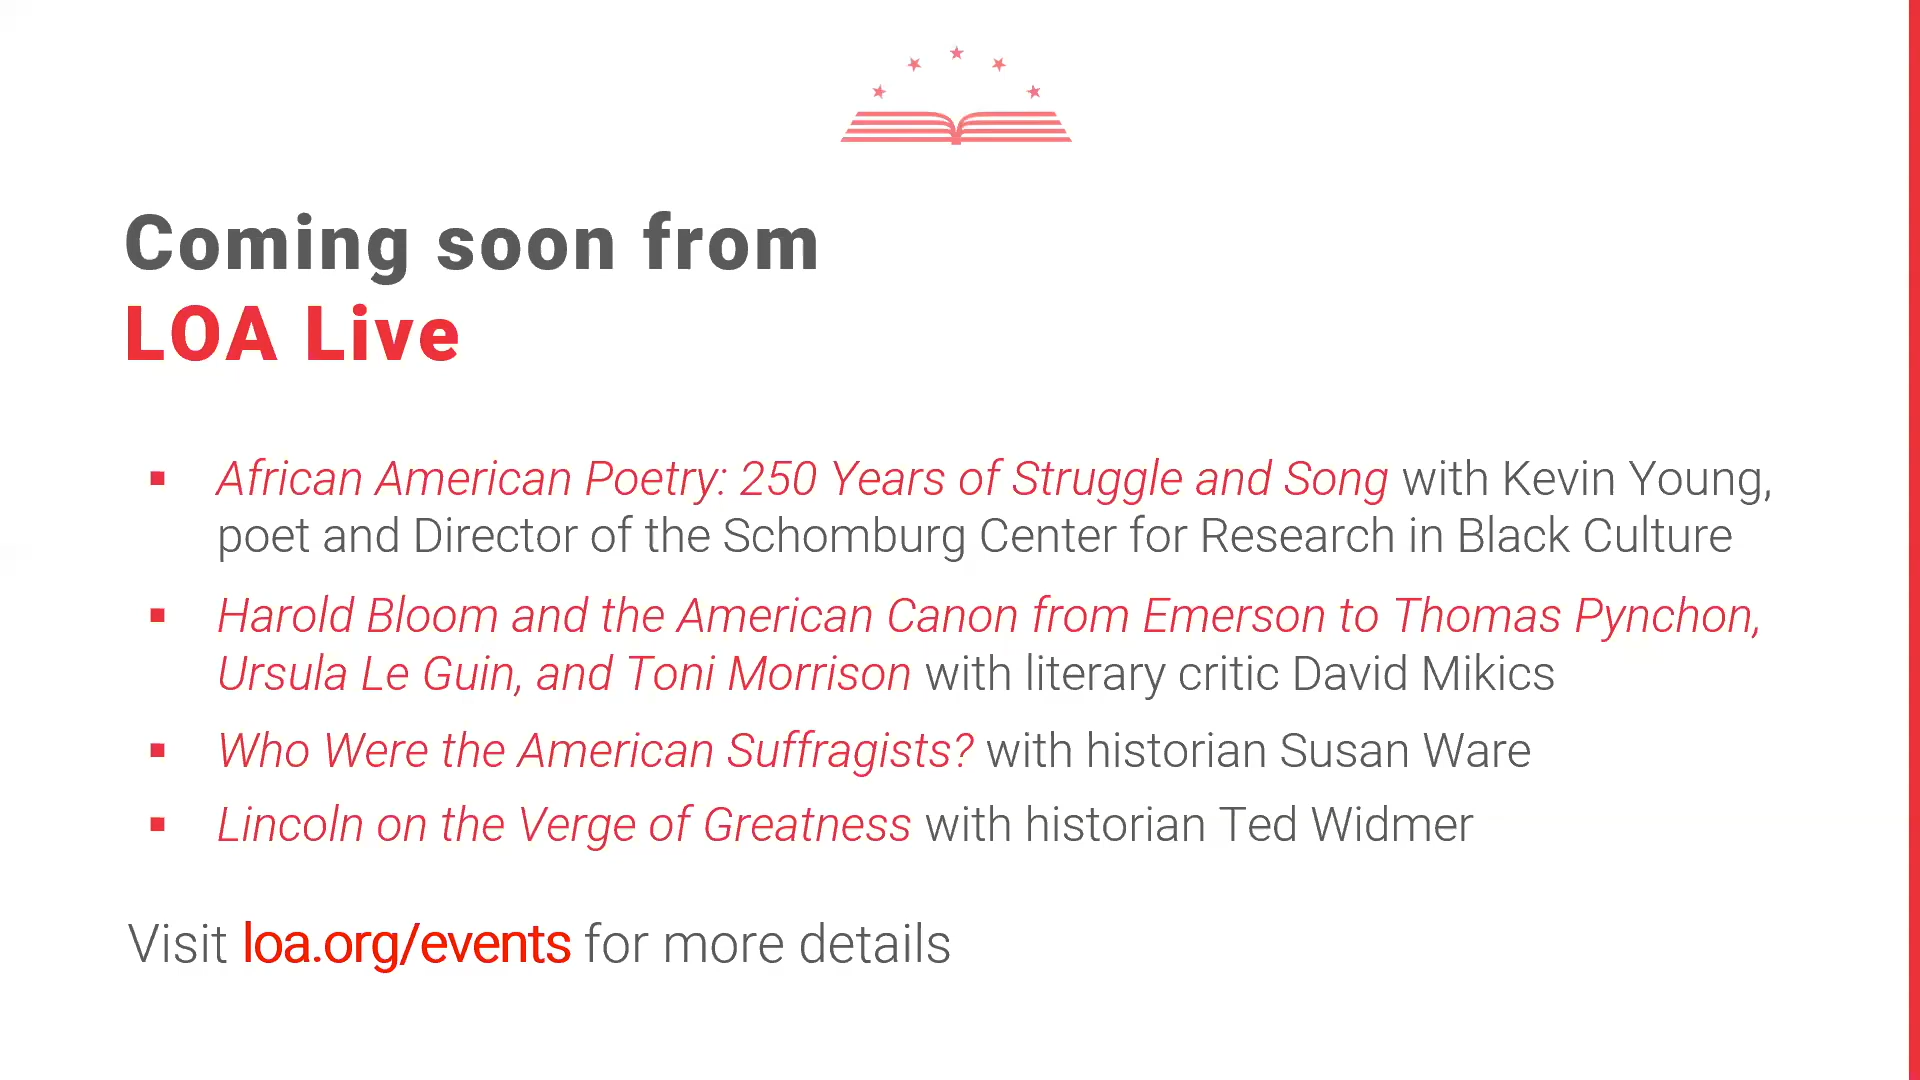 Coming soon from
LOA Live
▪ African American Poetry: 250 Years of Struggle and Song with Kevin Young,
poet and Director of the Schomburg Center for Research in Black Culture
▪ Harold Bloom and the American Canon from Emerson to Thomas Pynchon,
Ursula Le Guin, and Toni Morrison with literary critic David Mikics
▪ Who Were the American Suffragists? with historian Susan Ware
▪ Lincoln on the Verge of Greatness with historian Ted Widmer
Visit loa.org/events for more details